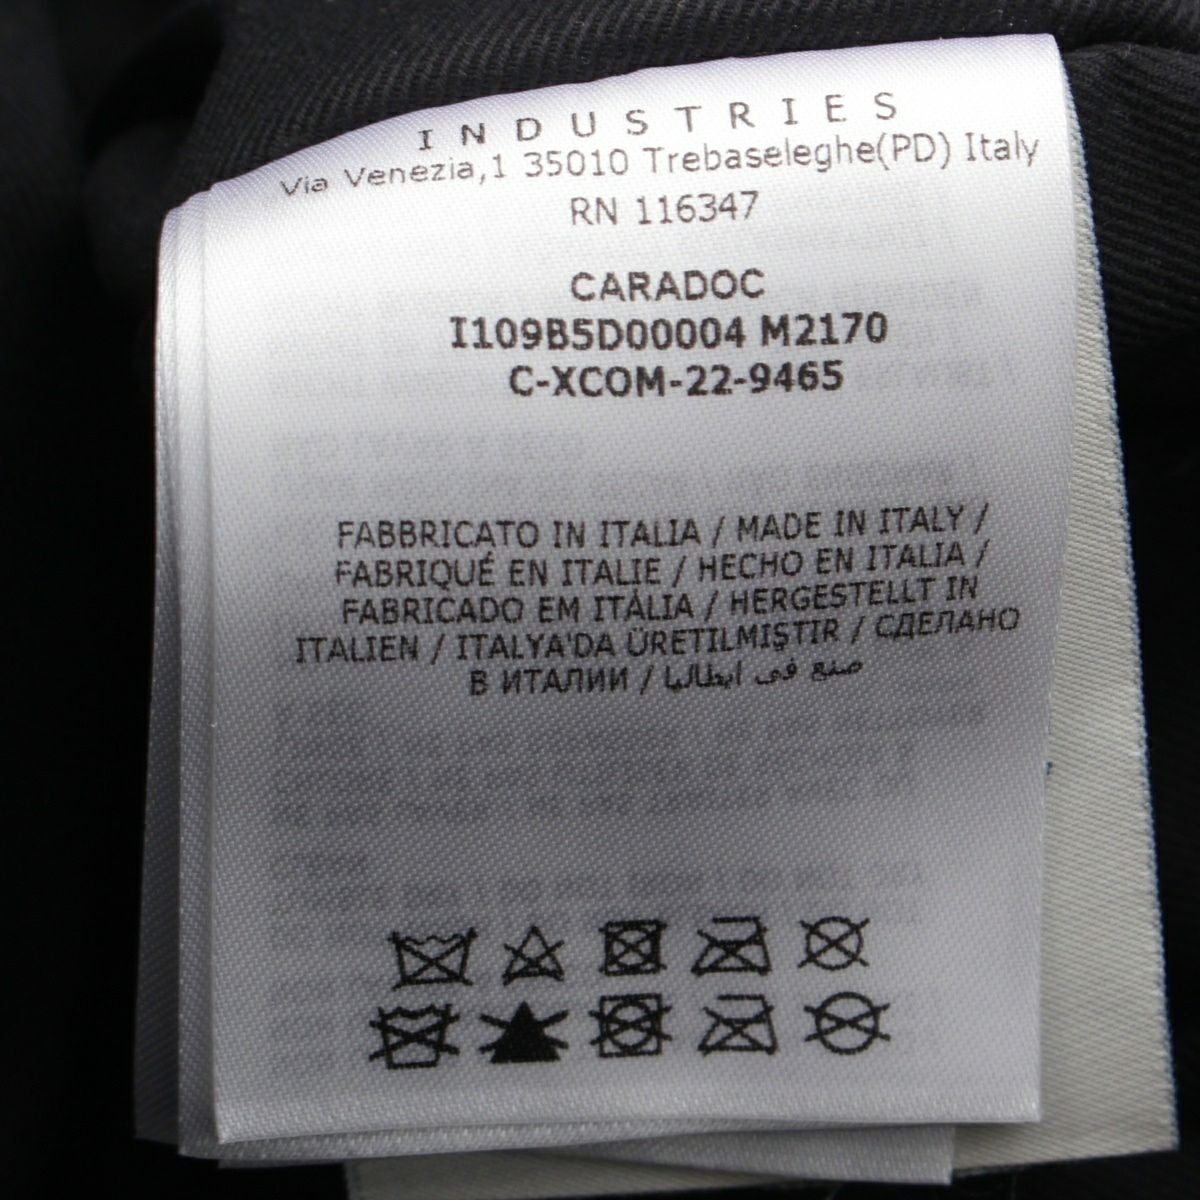 INDUSTRIES
Via Venezia,1 35010 Trebaseleghe(PD) Italy
RN 116347
CARADOC
I109B5D00004 M2170
C-XCOM-22-9465
FABBRICATO IN ITALIA / MADE IN ITALY /
FABRIQUÉ EN ITALIE / HECHO EN ITALIA /
FABRICADO EM ITÁLIA / HERGESTELLT IN
ITALIEN / ITALYA'DA ÜRETILMIŞTIR / СДЕЛАНО
В ИТАЛИИ / صنع في ايطاليا